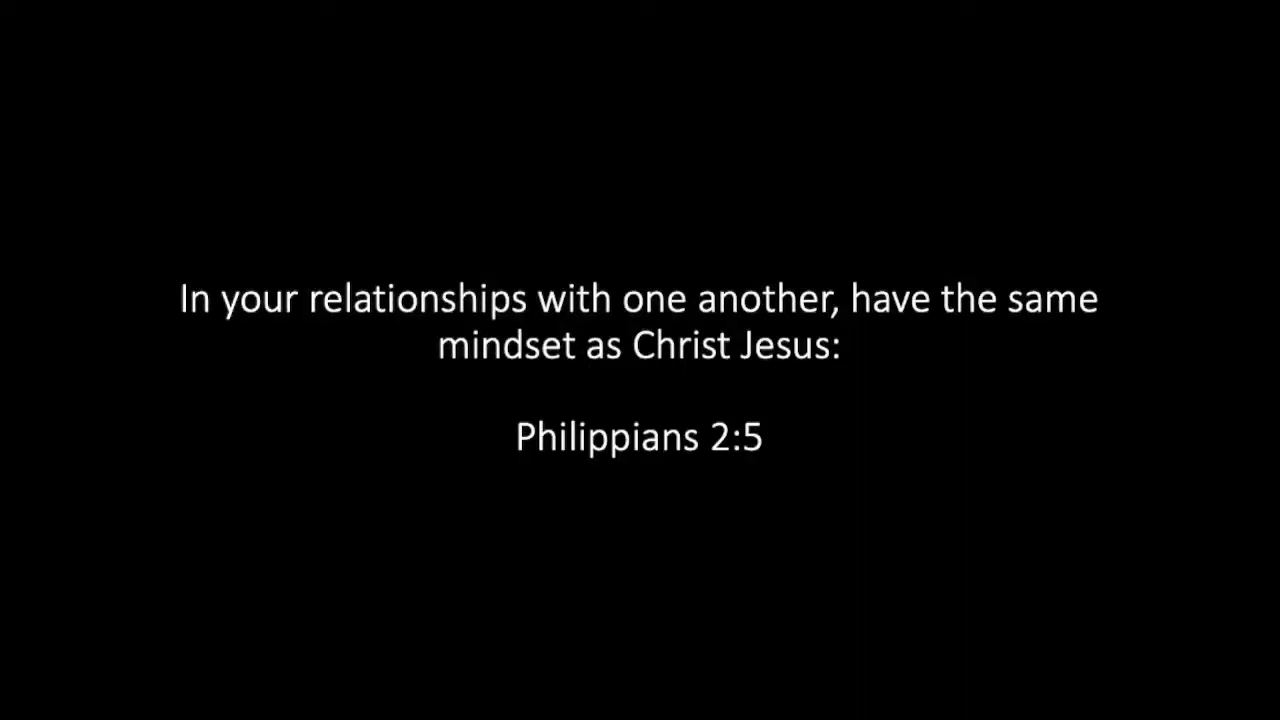 In your relationships with one another, have the same
mindset as Christ Jesus:
Philippians 2:5